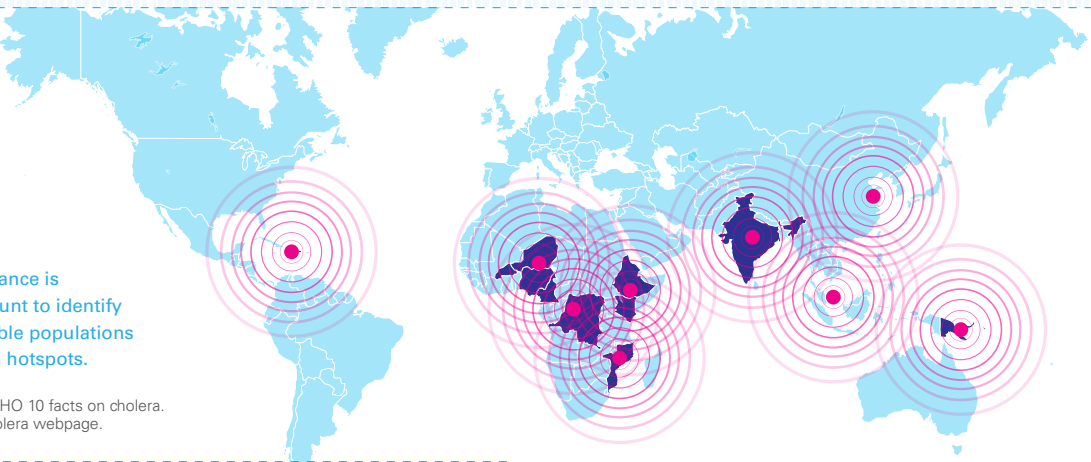 ance is
unt to identify
ble populations
hotspots.
HO 10 facts on cholera.
olera webpage.